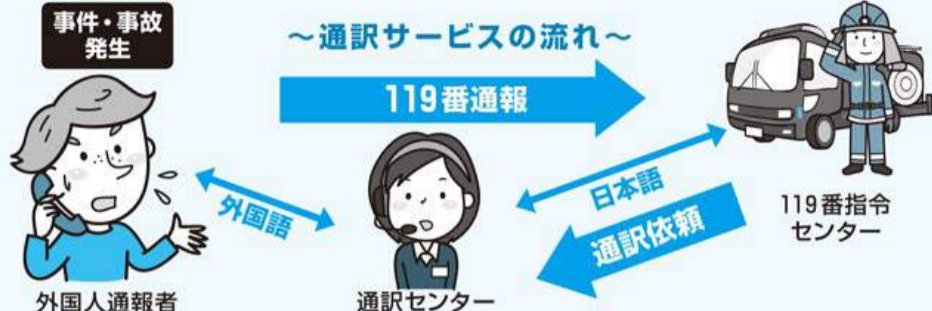 事件・事故
発生
～通訳サービスの流れ～
119番通報
外国語
日本語
通訳依頼
119番指令
センター
外国人通報者
通訳センター